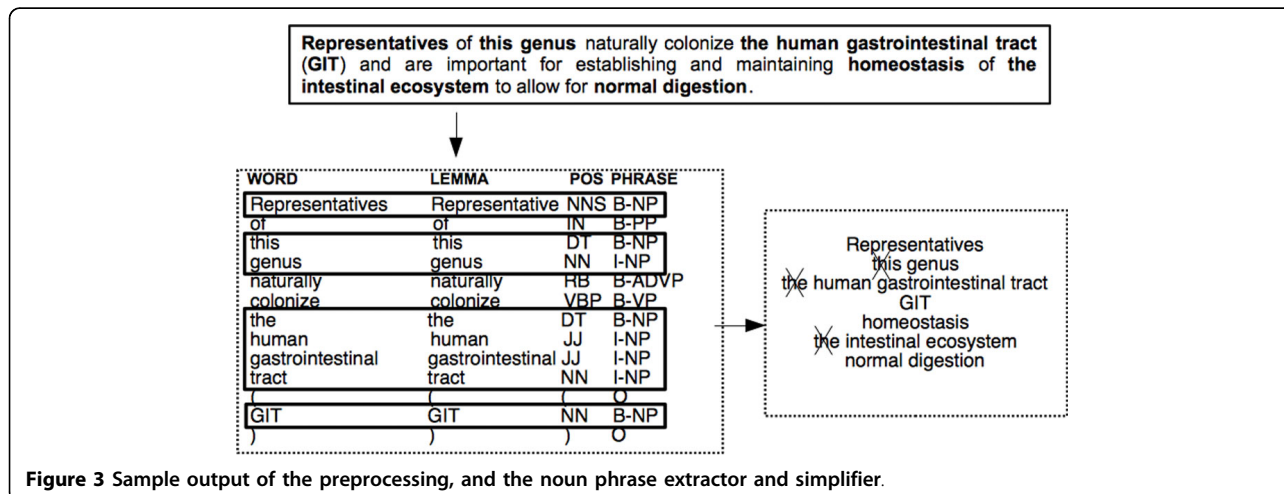 Representatives of this genus naturally colonize the human gastrointestinal tract
(GIT) and are important for establishing and maintaining homeostasis of the
intestinal ecosystem to allow for normal digestion.
WORD LEMMA POS PHRASE
Representatives Representative NNS B-NP
of of IN B-PP
this this DT B-NP
genus genus NN I-NP
naturally naturally RB B-ADVP
colonize colonize VBP B-VP
the the DT B-NP
human human JJ I-NP
gastrointestinal gastrointestinal JJ I-NP
tract tract NN I-NP
( ( ( O
GIT GIT NN B-NP
) ) ) O
Representatives
this genus
the human gastrointestinal tract
GIT
homeostasis
the intestinal ecosystem
normal digestion
Figure 3 Sample output of the preprocessing, and the noun phrase extractor and simplifier.